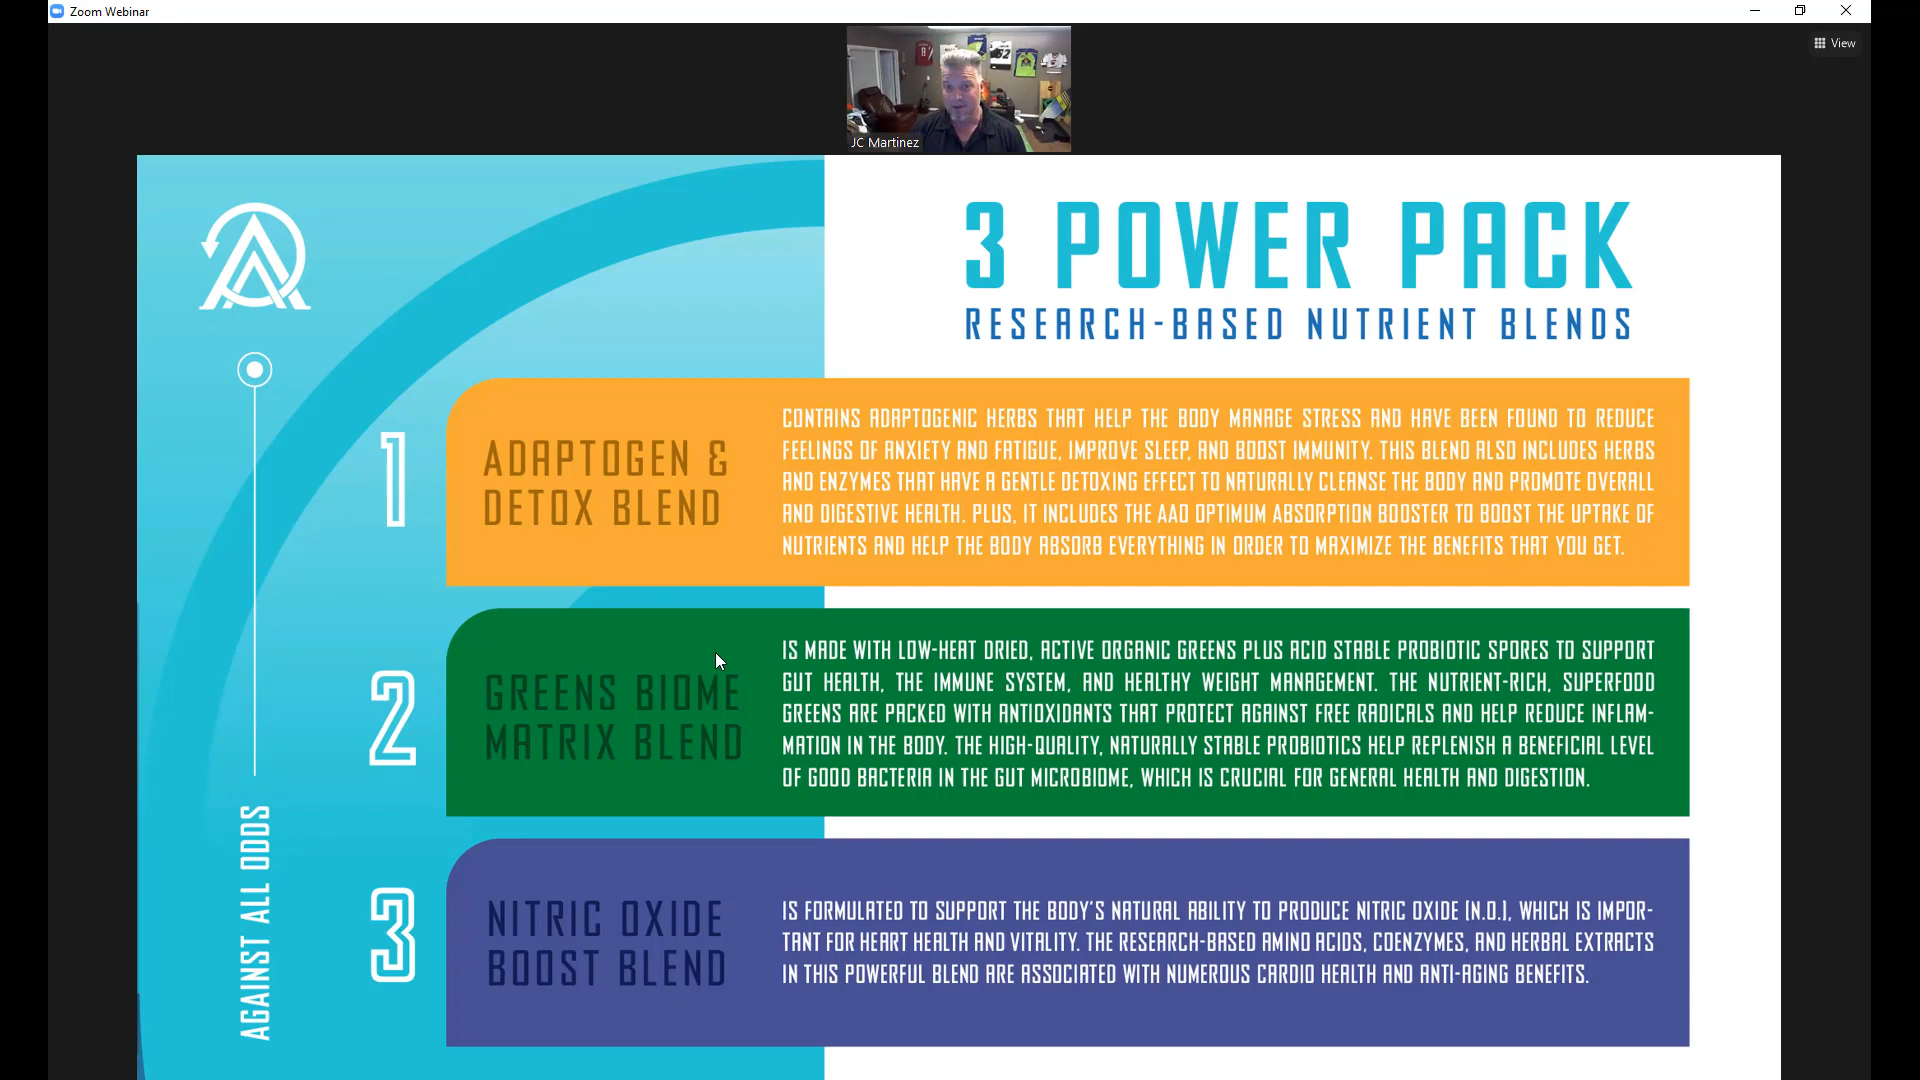 Zoom Webinar
View
JC Martinez
3 POWER PACK
RESEARCH-BASED NUTRIENT BLENDS
1
ADAPTOGEN &
DETOX BLEND
CONTAINS ADAPTOGENIC HERBS THAT HELP THE BODY MANAGE STRESS AND HAVE BEEN FOUND TO REDUCE
FEELINGS OF ANXIETY AND FATIGUE, IMPROVE SLEEP, AND BOOST IMMUNITY. THIS BLEND ALSO INCLUDES HERBS
AND ENZYMES THAT HAVE A GENTLE DETOXING EFFECT TO NATURALLY CLEANSE THE BODY AND PROMOTE OVERALL
AND DIGESTIVE HEALTH. PLUS, IT INCLUDES THE AAO OPTIMUM ABSORPTION BOOSTER TO BOOST THE UPTAKE OF
NUTRIENTS AND HELP THE BODY ABSORB EVERYTHING IN ORDER TO MAXIMIZE THE BENEFITS THAT YOU GET.
2
GREENS BIOME
MATRIX BLEND
IS MADE WITH LOW-HEAT DRIED, ACTIVE ORGANIC GREENS PLUS ACID STABLE PROBIOTIC SPORES TO SUPPORT
GUT HEALTH, THE IMMUNE SYSTEM, AND HEALTHY WEIGHT MANAGEMENT. THE NUTRIENT-RICH, SUPERFOOD
GREENS ARE PACKED WITH ANTIOXIDANTS THAT PROTECT AGAINST FREE RADICALS AND HELP REDUCE INFLAM-
MATION IN THE BODY. THE HIGH-QUALITY, NATURALLY STABLE PROBIOTICS HELP REPLENISH A BENEFICIAL LEVEL
OF GOOD BACTERIA IN THE GUT MICROBIOME, WHICH IS CRUCIAL FOR GENERAL HEALTH AND DIGESTION.
3
NITRIC OXIDE
BOOST BLEND
IS FORMULATED TO SUPPORT THE BODY'S NATURAL ABILITY TO PRODUCE NITRIC OXIDE (N.O.), WHICH IS IMPOR-
TANT FOR HEART HEALTH AND VITALITY. THE RESEARCH-BASED AMINO ACIDS, COENZYMES, AND HERBAL EXTRACTS
IN THIS POWERFUL BLEND ARE ASSOCIATED WITH NUMEROUS CARDIO HEALTH AND ANTI-AGING BENEFITS.
AGAINST ALL ODDS